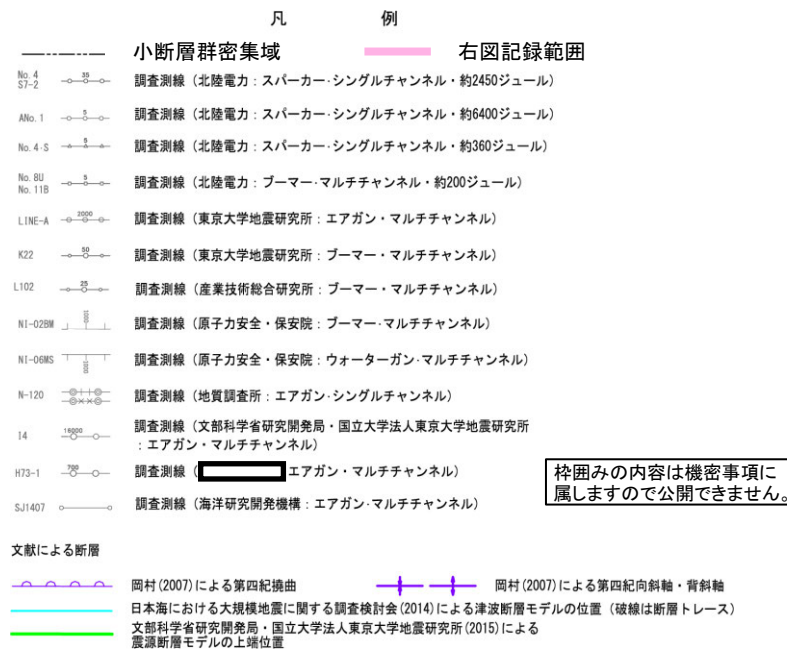 凡 例
小断層群密集域 右図記録範囲
No. 4
S7-2 35 調査測線（北陸電力：スパーカー・シングルチャンネル・約2450ジュール）
ANo. 1 5 調査測線（北陸電力：スパーカー・シングルチャンネル・約6400ジュール）
No. 4-S 5 調査測線（北陸電力：スパーカー・シングルチャンネル・約360ジュール）
No. 8U
No. 11B 5 調査測線（北陸電力：ブーマー・マルチチャンネル・約200ジュール）
LINE-A 2000 調査測線（東京大学地震研究所：エアガン・マルチチャンネル）
K22 50 調査測線（東京大学地震研究所：ブーマー・マルチチャンネル）
L102 25 調査測線（産業技術総合研究所：ブーマー・マルチチャンネル）
NI-02BM 1000 調査測線（原子力安全・保安院：ブーマー・マルチチャンネル）
NI-06MS 1000 調査測線（原子力安全・保安院：ウォーターガン・マルチチャンネル）
N-120 調査測線（地質調査所：エアガン・シングルチャンネル）
I4 16000 調査測線（文部科学省研究開発局・国立大学法人東京大学地震研究所
：エアガン・マルチチャンネル）
H73-1 700 調査測線（ エアガン・マルチチャンネル）
枠囲みの内容は機密事項に
属しますので公開できません。
SJ1407 調査測線（海洋研究開発機構：エアガン・マルチチャンネル）
文献による断層
岡村(2007)による第四紀撓曲 岡村(2007)による第四紀向斜軸・背斜軸
日本海における大規模地震に関する調査検討会(2014)による津波断層モデルの位置（破線は断層トレース）
文部科学省研究開発局・国立大学法人東京大学地震研究所(2015)による
震源断層モデルの上端位置